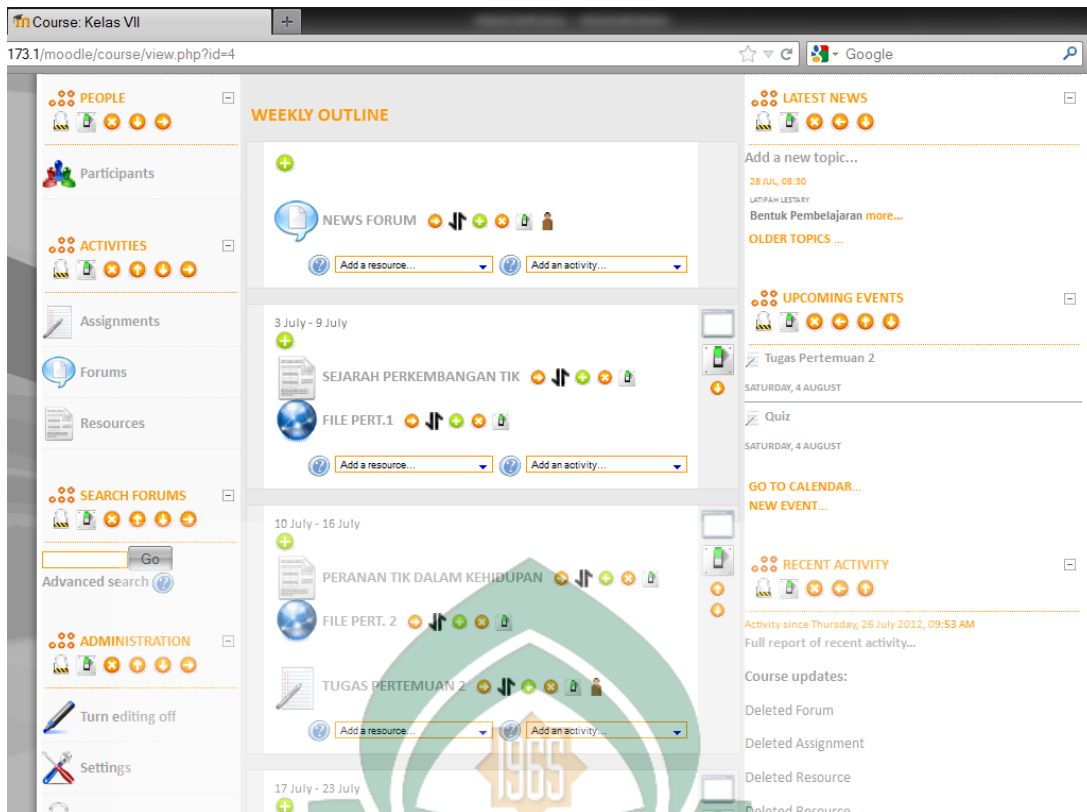 Course: Kelas VII
173.1/moodle/course/view.php?id=4
Google
PEOPLE
Participants
ACTIVITIES
Assignments
Forums
Resources
SEARCH FORUMS
Go
Advanced search
ADMINISTRATION
Turn editing off
Settings
WEEKLY OUTLINE
NEWS FORUM
Add a resource... Add an activity...
3 July - 9 July
SEJARAH PERKEMBANGAN TIK
FILE PERT.1
Add a resource... Add an activity...
10 July - 16 July
PERANAN TIK DALAM KEHIDUPAN
FILE PERT. 2
TUGAS PERTEMUAN 2
Add a resource... Add an activity...
1965
17 July - 23 July
LATEST NEWS
Add a new topic...
28 JUL, 08:30
LATIFAH LESTARY
Bentuk Pembelajaran more...
OLDER TOPICS ...
UPCOMING EVENTS
Tugas Pertemuan 2
SATURDAY, 4 AUGUST
Quiz
SATURDAY, 4 AUGUST
GO TO CALENDAR...
NEW EVENT...
RECENT ACTIVITY
Activity since Thursday, 26 July 2012, 09:53 AM
Full report of recent activity...
Course updates:
Deleted Forum
Deleted Assignment
Deleted Resource
Deleted Resource